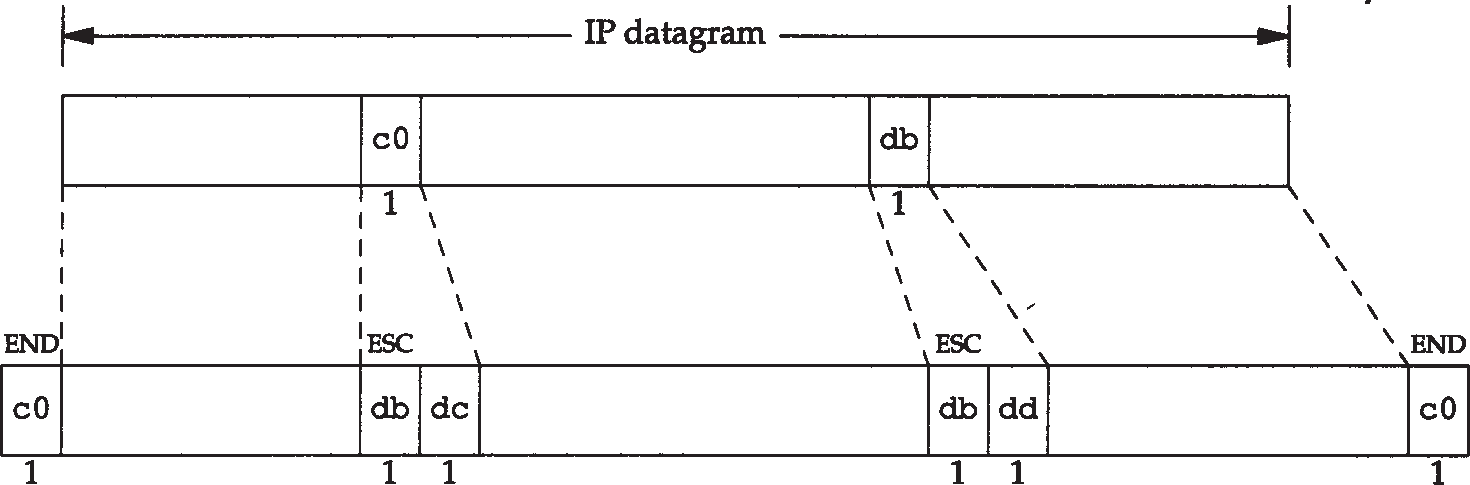 IP datagram
c0 db
1 1
END ESC ESC END
c0 db dc db dd c0
1 1 1 1 1 1